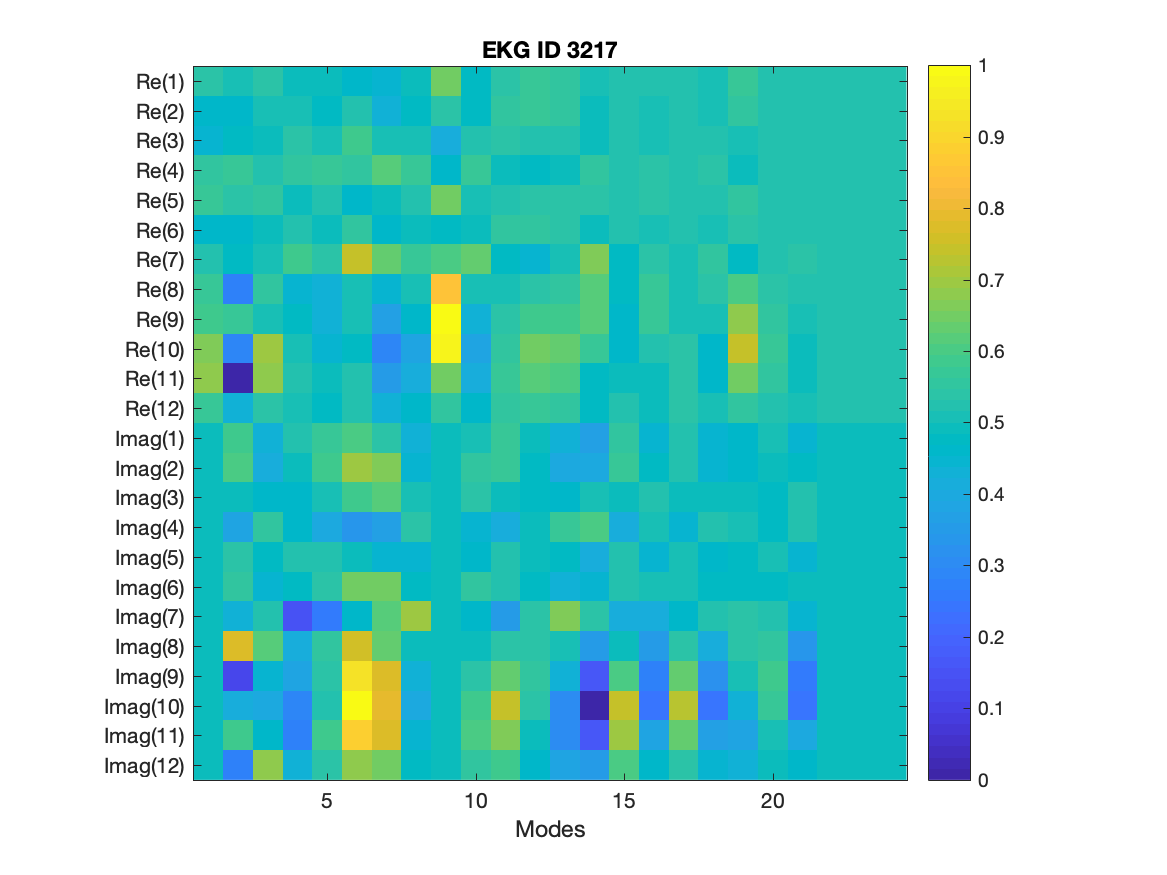 EKG ID 3217
Re(1)
Re(2)
Re(3)
Re(4)
Re(5)
Re(6)
Re(7)
Re(8)
Re(9)
Re(10)
Re(11)
Re(12)
Imag(1)
Imag(2)
Imag(3)
Imag(4)
Imag(5)
Imag(6)
Imag(7)
Imag(8)
Imag(9)
Imag(10)
Imag(11)
Imag(12)
5 10 15 20
Modes
1
0.9
0.8
0.7
0.6
0.5
0.4
0.3
0.2
0.1
0